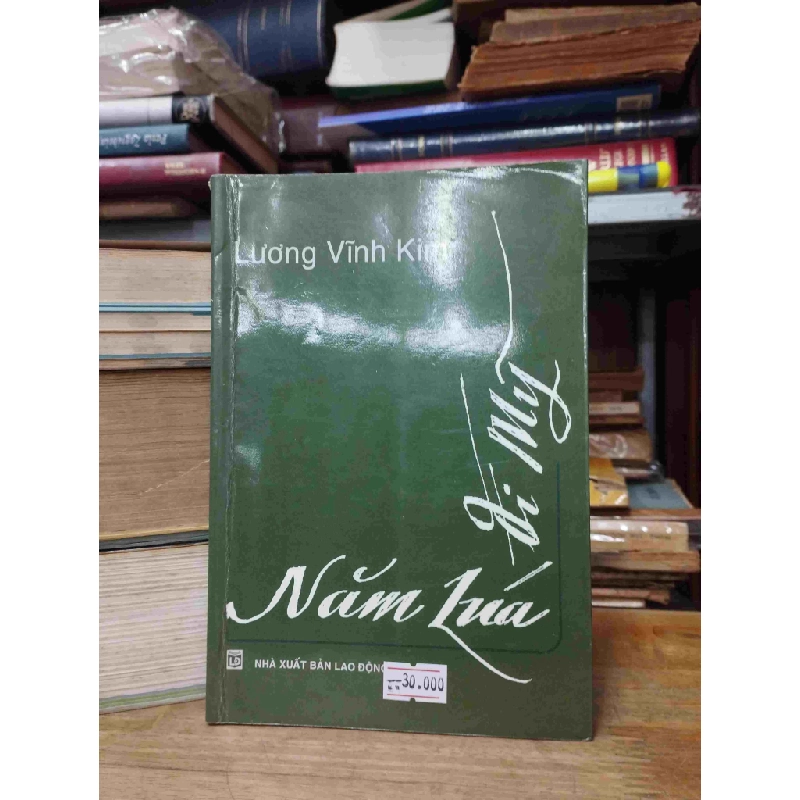 Lương Vĩnh Kim
Năm Lúa
đi Mỹ
NHÀ XUẤT BẢN LAO ĐỘNG
30.000